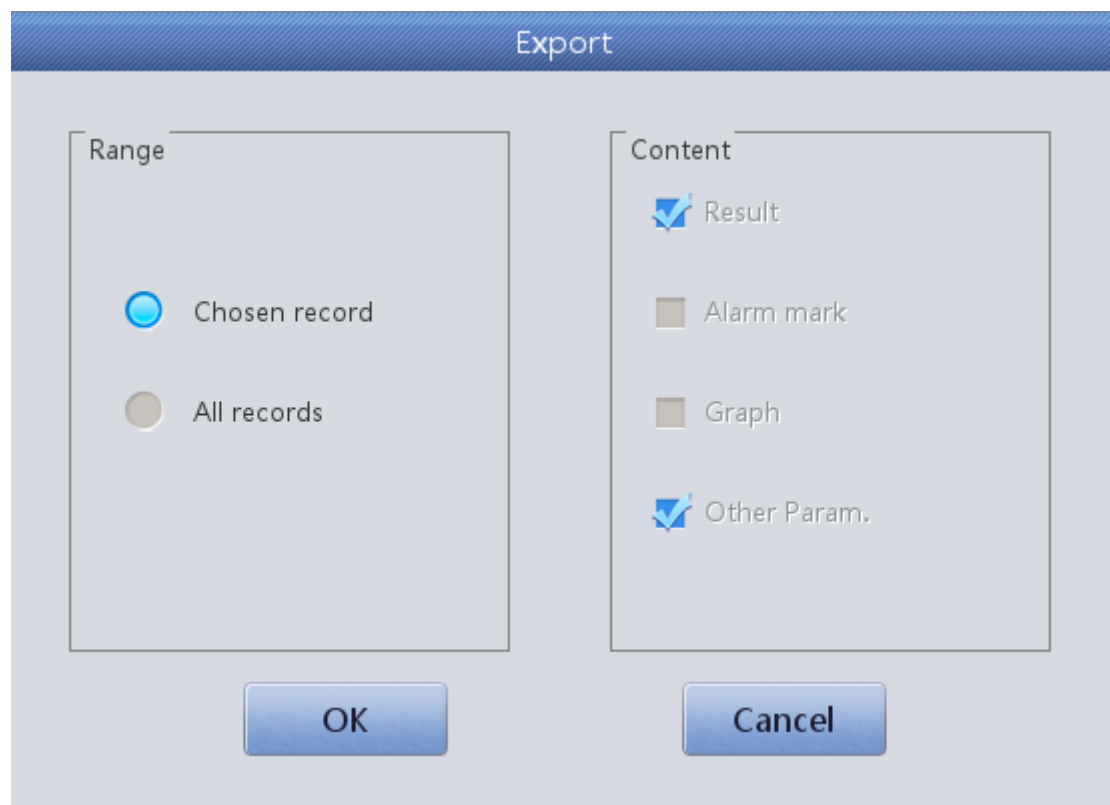 Export
Range
Chosen record
All records
Content
Result
Alarm mark
Graph
Other Param.
OK
Cancel